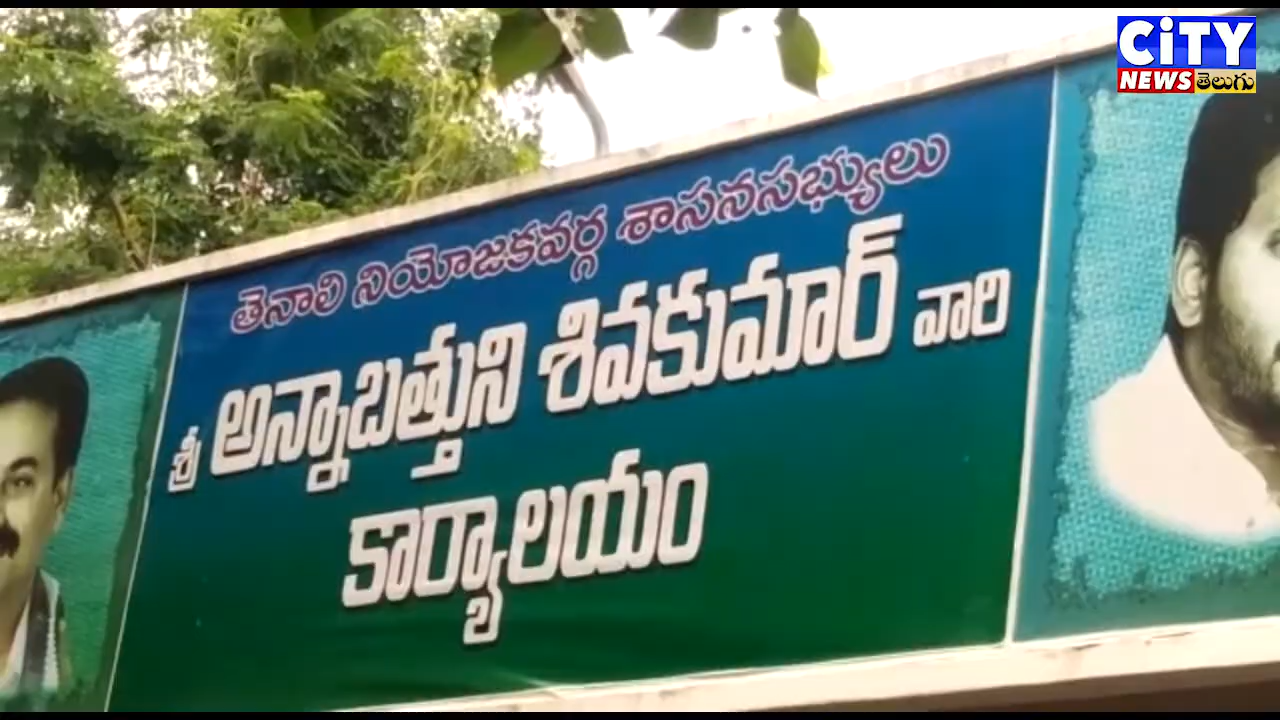 CiTY
NEWS తెలుగు
తెనాలి నియోజకవర్గ శాసనసభ్యులు
శ్రీ అన్నాబత్తుని శివకుమార్ వారి
కార్యాలయం